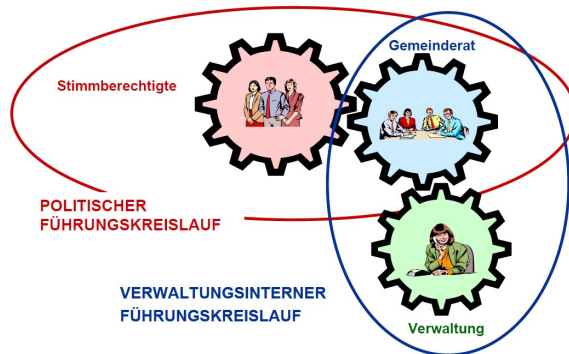 Gemeinderat
Stimmberechtigte
POLITISCHER
FÜHRUNGSKREISLAUF
VERWALTUNGSINTERNER
FÜHRUNGSKREISLAUF
Verwaltung